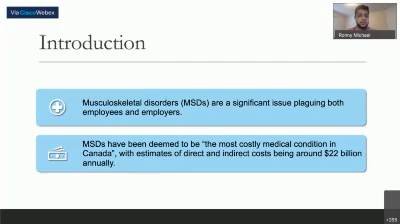 Via CiscoWebex
Ronny Michael
Introduction
Musculoskeletal disorders (MSDs) are a significant issue plaguing both
employees and employers.
MSDs have been deemed to be “the most costly medical condition in
Canada”, with estimates of direct and indirect costs being around $22 billion
annually.